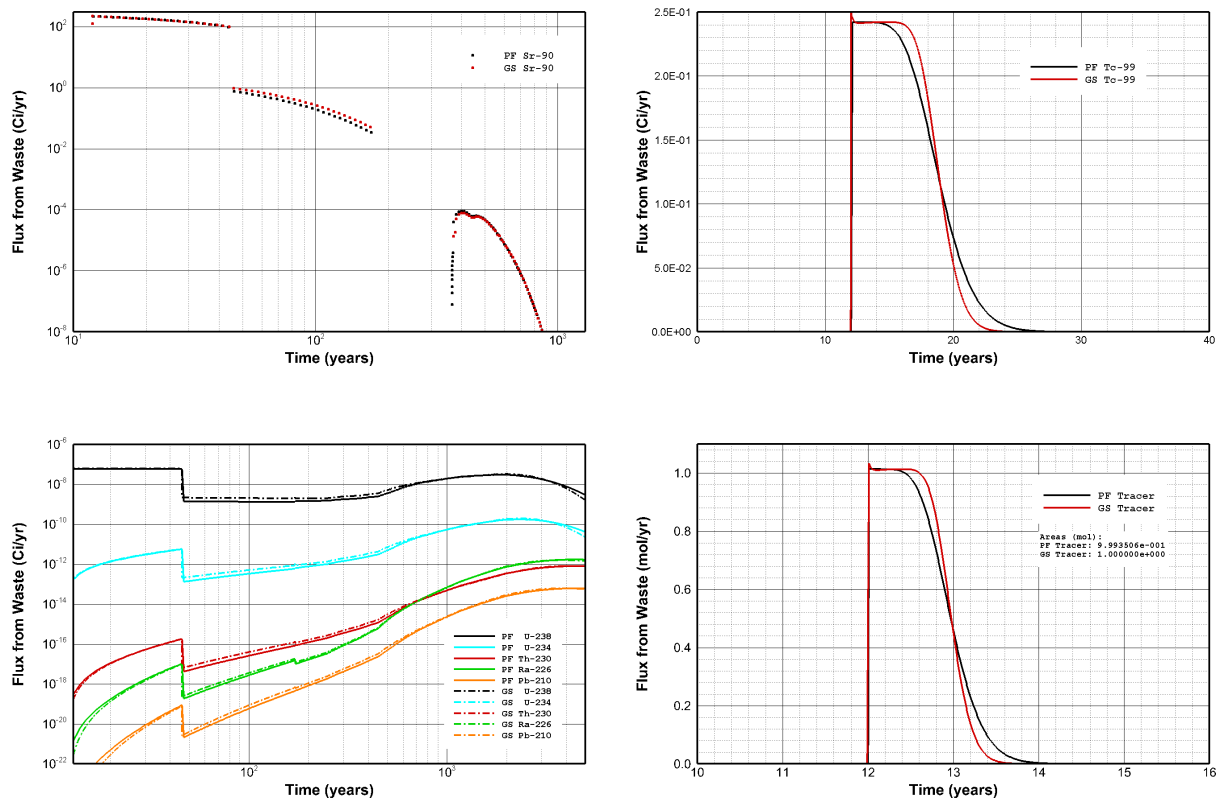 Flux from Waste (Ci/yr)
10^2
10^0
10^-2
10^-4
10^-6
10^-8
10^1
10^2
10^3
Time (years)
PF Sr-90
GS Sr-90
Flux from Waste (Ci/yr)
2.5E-01
2.0E-01
1.5E-01
1.0E-01
5.0E-02
0.0E+00
0
10
20
30
40
Time (years)
PF Tc-99
GS Tc-99
Flux from Waste (Ci/yr)
10^-6
10^-8
10^-10
10^-12
10^-14
10^-16
10^-18
10^-20
10^-22
10^2
10^3
Time (years)
PF U-238
PF U-234
PF Th-230
PF Ra-226
PF Pb-210
GS U-238
GS U-234
GS Th-230
GS Ra-226
GS Pb-210
Flux from Waste (mol/yr)
1.0
0.8
0.6
0.4
0.2
0.0
10
11
12
13
14
15
16
Time (years)
PF Tracer
GS Tracer
Areas (mol):
PF Tracer: 9.993506e-001
GS Tracer: 1.000000e+000